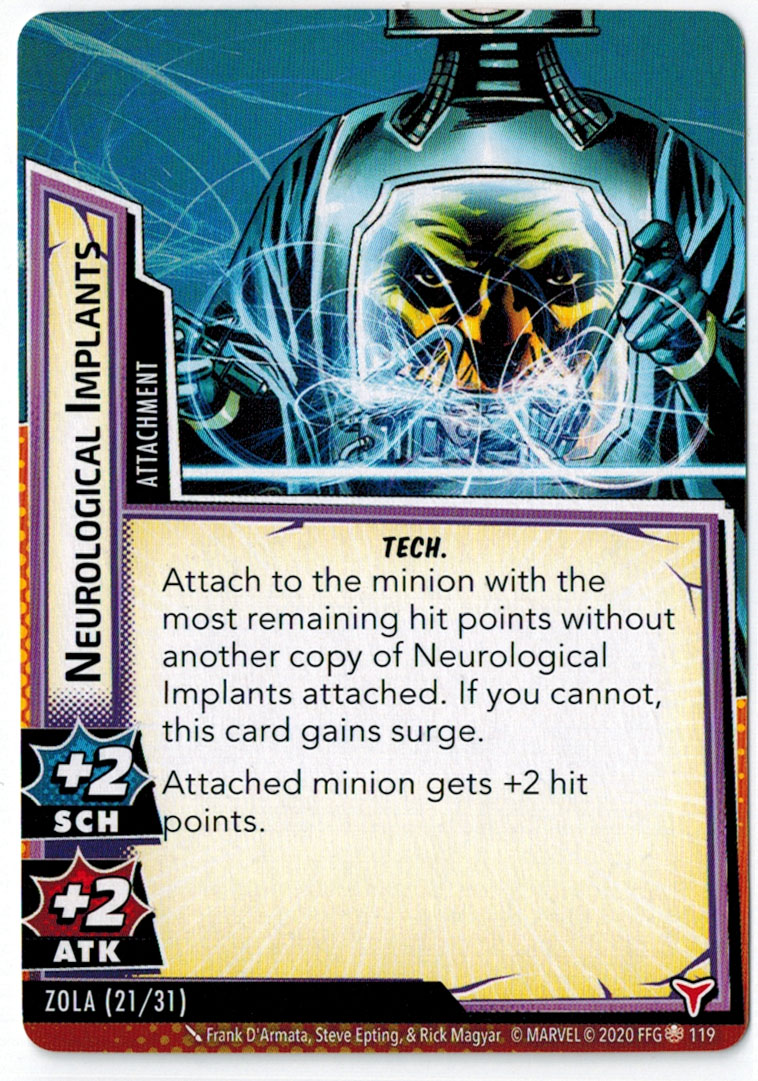 NEUROLOGICAL IMPLANTS
ATTACHMENT
TECH.
Attach to the minion with the
most remaining hit points without
another copy of Neurological
Implants attached. If you cannot,
this card gains surge.
Attached minion gets +2 hit
points.
+2
SCH
+2
ATK
ZOLA (21/31)
Frank D'Armata, Steve Epting, & Rick Magyar © MARVEL © 2020 FFG 119